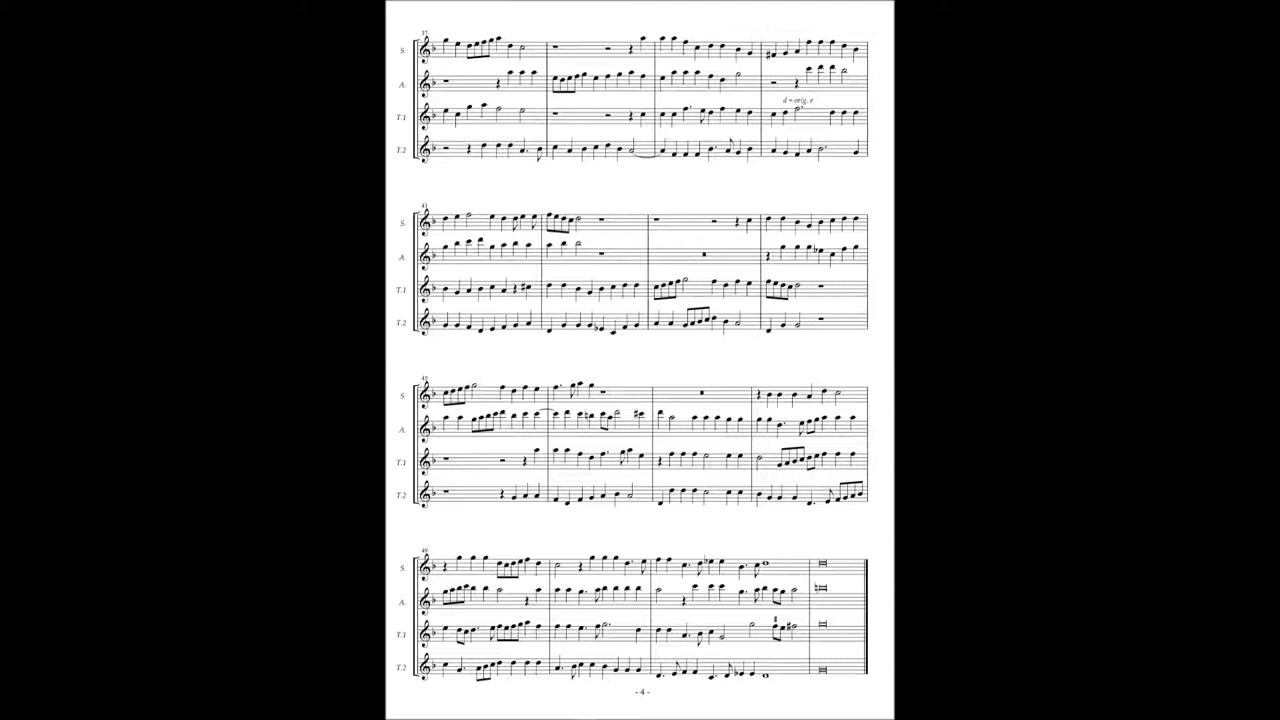 37
S.
A.
d = orig. e
T.1
T.2
41
S.
A.
T.1
T.2
45
S.
A.
T.1
T.2
49
S.
A.
T.1
T.2
- 4 -